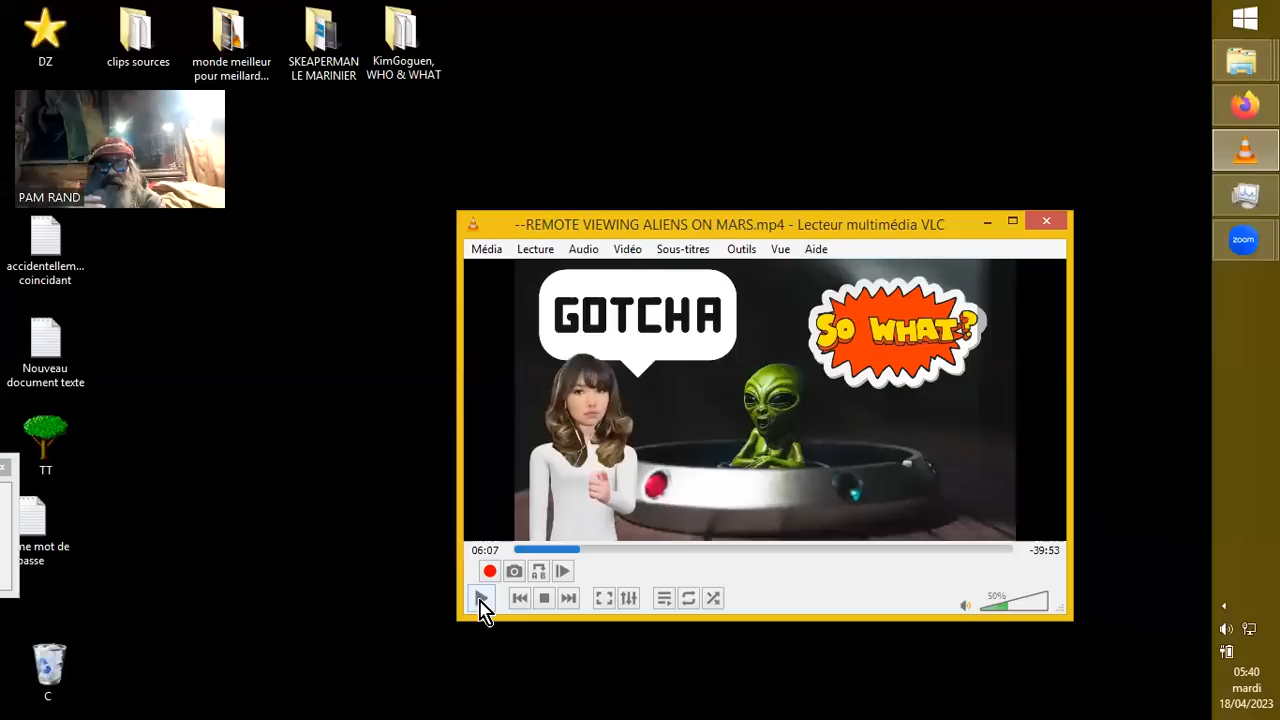 DZ
clips sources
monde meilleur
pour meillard...
SKEAPERMAN
LE MARINIER
KimGoguen,
WHO & WHAT
PAM RAND
accidentellem...
coincidant
Nouveau
document texte
TT
me mot de
passe
C
--REMOTE VIEWING ALIENS ON MARS.mp4 - Lecteur multimédia VLC
Média Lecture Audio Vidéo Sous-titres Outils Vue Aide
GOTCHA
SO WHAT?
06:07
-39:53
A B
50%
zoom
05:40
mardi
18/04/2023